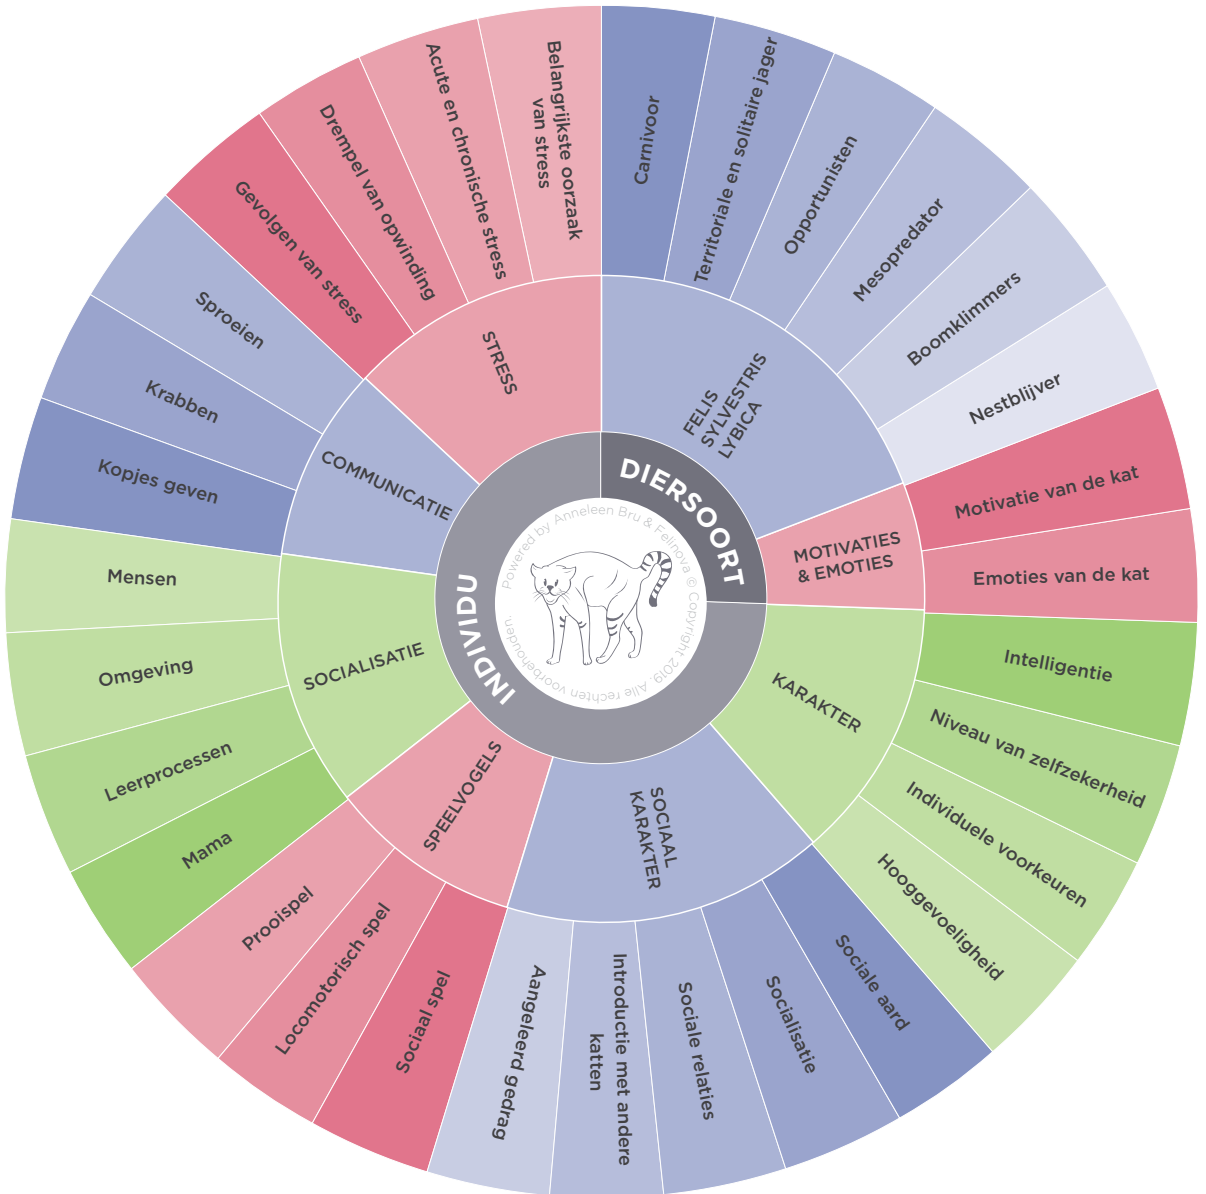 Powered by Anneleen Bru & Felinova © Copyright 2019. Alle rechten voorbehouden.
DIERSOORT
INDIVIDU
FELIS
SYLVESTRIS
LYBICA
Carnivoor
Territoriale en solitaire jager
Opportunisten
Mesopredator
Boomklimmers
Nestblijver
MOTIVATIES
& EMOTIES
Motivatie van de kat
Emoties van de kat
KARAKTER
Intelligentie
Niveau van zelfzekerheid
Individuele voorkeuren
Hooggevoeligheid
SOCIAAL
KARAKTER
Sociale aard
Socialisatie
Sociale relaties
Introductie met andere
katten
Aangeleerd gedrag
SPEELVOGELS
Sociaal spel
Locomotorisch spel
Prooispel
SOCIALISATIE
Mama
Leerprocessen
Omgeving
Mensen
COMMUNICATIE
Kopjes geven
Krabben
Sproeien
STRESS
Gevolgen van stress
Drempel van opwinding
Acute en chronische stress
Belangrijkste oorzaak
van stress